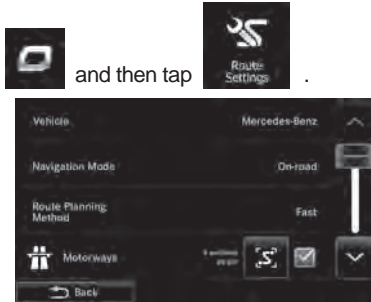 and then tap
Route
Settings
.
Vehicle Mercedes-Benz
Navigation Mode On-road
Route Planning
Method
Fast
Motorways
Back